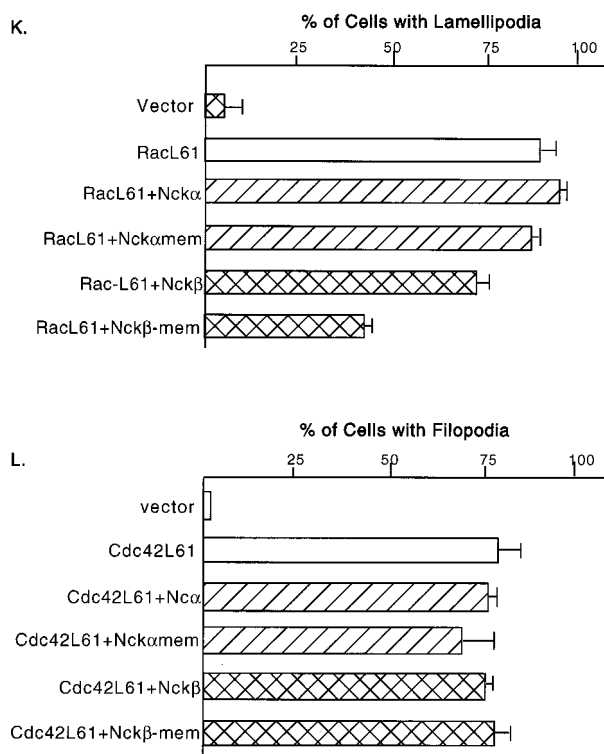 K.
% of Cells with Lamellipodia
25 50 75 100
Vector
RacL61
RacL61+Nckα
RacL61+Nckαmem
Rac-L61+Nckβ
RacL61+Nckβ-mem
% of Cells with Filopodia
L.
25 50 75 100
vector
Cdc42L61
Cdc42L61+Ncα
Cdc42L61+Nckαmem
Cdc42L61+Nckβ
Cdc42L61+Nckβ-mem